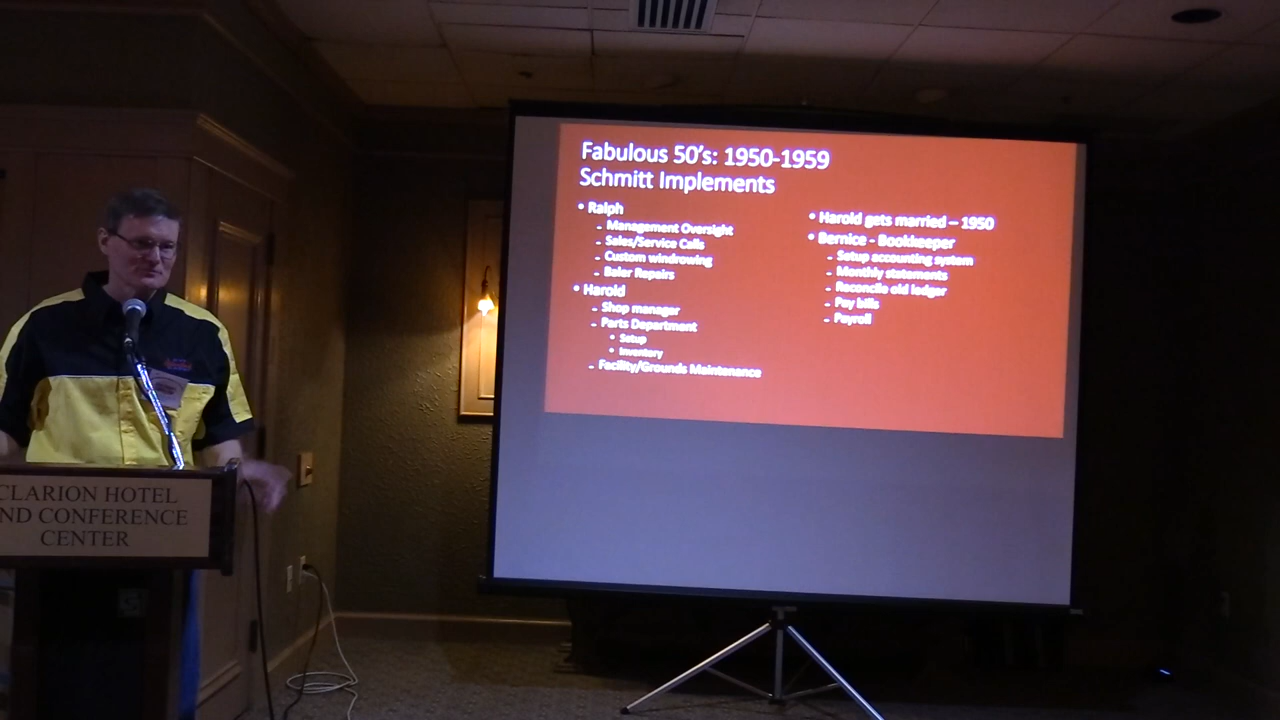 Fabulous 50's: 1950-1959
Schmitt Implements
• Ralph
- Management Oversight
- Sales/Service Calls
- Custom windrowing
- Baler Repairs
• Harold
- Shop manager
- Parts Department
• Setup
• Inventory
- Facility/Grounds Maintenance
• Harold gets married – 1950
• Bernice - Bookkeeper
- Setup accounting system
- Monthly statements
- Reconcile old ledger
- Pay bills
- Payroll
CLARION HOTEL
ND CONFERENCE
CENTER